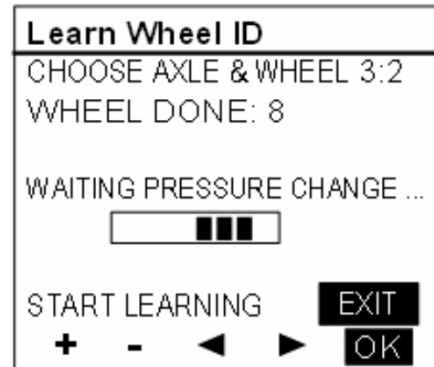 Learn Wheel ID
CHOOSE AXLE & WHEEL 3:2
WHEEL DONE: 8
WAITING PRESSURE CHANGE ...
START LEARNING EXIT
+ - ◄ ► OK